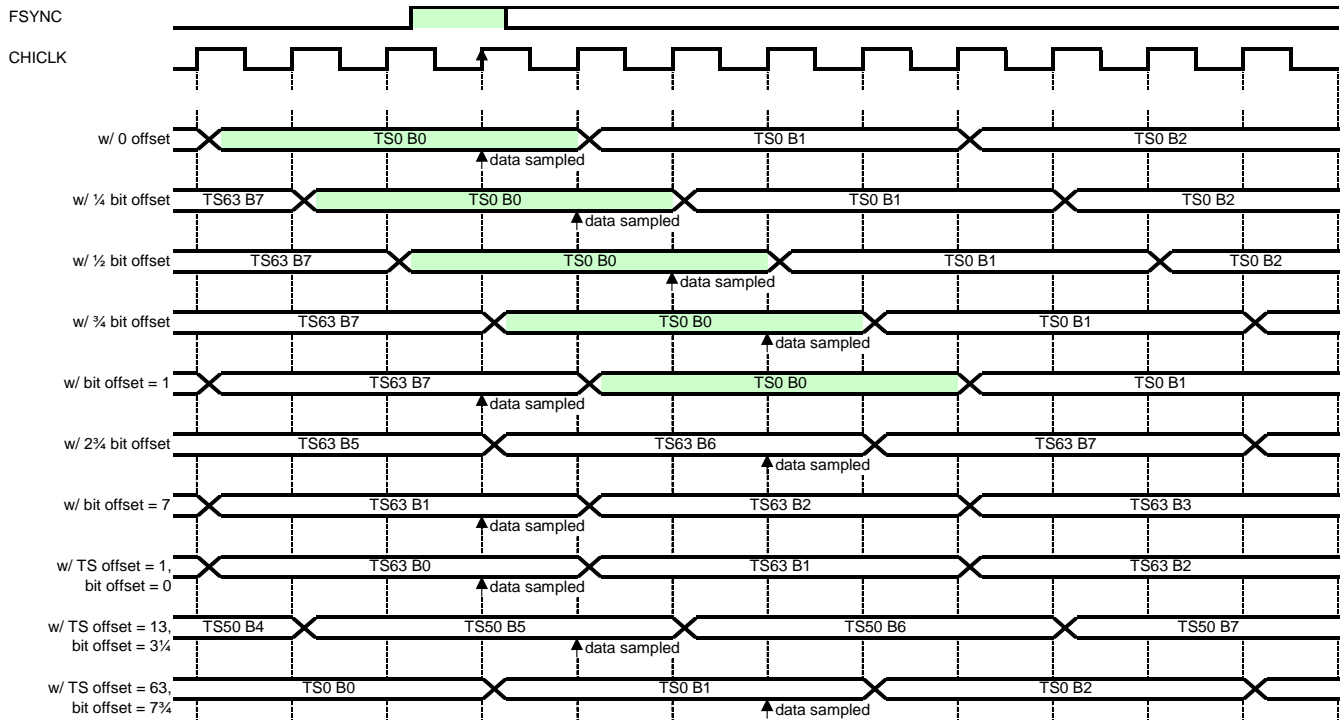 FSYNC
CHICLK
w/ 0 offset TS0 B0 TS0 B1 TS0 B2
data sampled
w/ ¼ bit offset TS63 B7 TS0 B0 TS0 B1 TS0 B2
data sampled
w/ ½ bit offset TS63 B7 TS0 B0 TS0 B1 TS0 B2
data sampled
w/ ¾ bit offset TS63 B7 TS0 B0 TS0 B1
data sampled
w/ bit offset = 1 TS63 B7 TS0 B0 TS0 B1
data sampled
w/ 2¾ bit offset TS63 B5 TS63 B6 TS63 B7
data sampled
w/ bit offset = 7 TS63 B1 TS63 B2 TS63 B3
data sampled
w/ TS offset = 1, TS63 B0 TS63 B1 TS63 B2
bit offset = 0 data sampled
w/ TS offset = 13, TS50 B4 TS50 B5 TS50 B6 TS50 B7
bit offset = 3¼ data sampled
w/ TS offset = 63, TS0 B0 TS0 B1 TS0 B2
bit offset = 7¾ data sampled